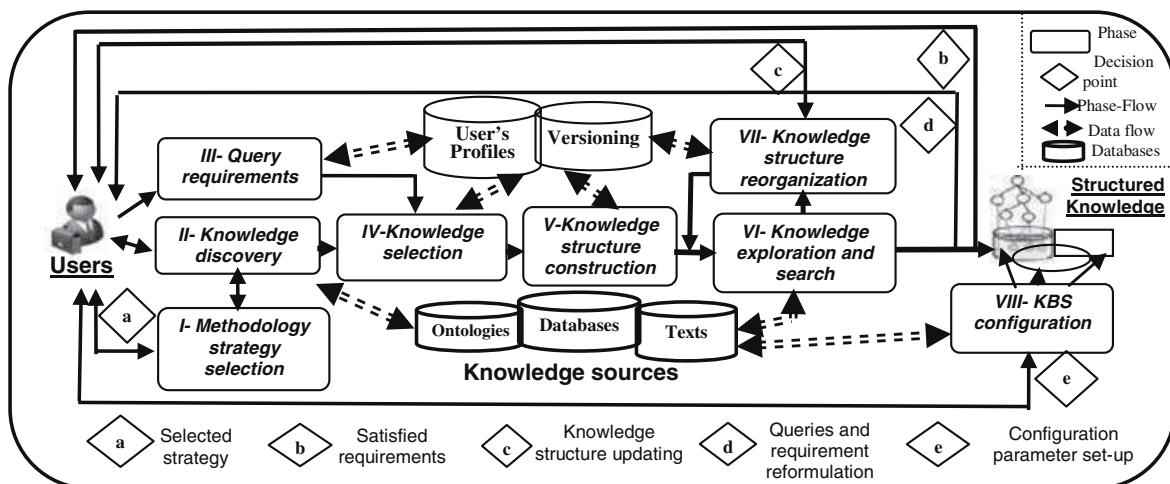 Phase
Decision
point
Phase-Flow
Data flow
Databases
b
c
d
User's
Profiles
Versioning
III- Query
requirements
VII- Knowledge
structure
reorganization
Structured
Knowledge
Users
II- Knowledge
discovery
IV-Knowledge
selection
V-Knowledge
structure
construction
VI- Knowledge
exploration and
search
a
I- Methodology
strategy
selection
Ontologies
Databases
Texts
Knowledge sources
VIII- KBS
configuration
e
a
Selected
strategy
b
Satisfied
requirements
c
Knowledge
structure updating
d
Queries and
requirement
reformulation
e
Configuration
parameter set-up